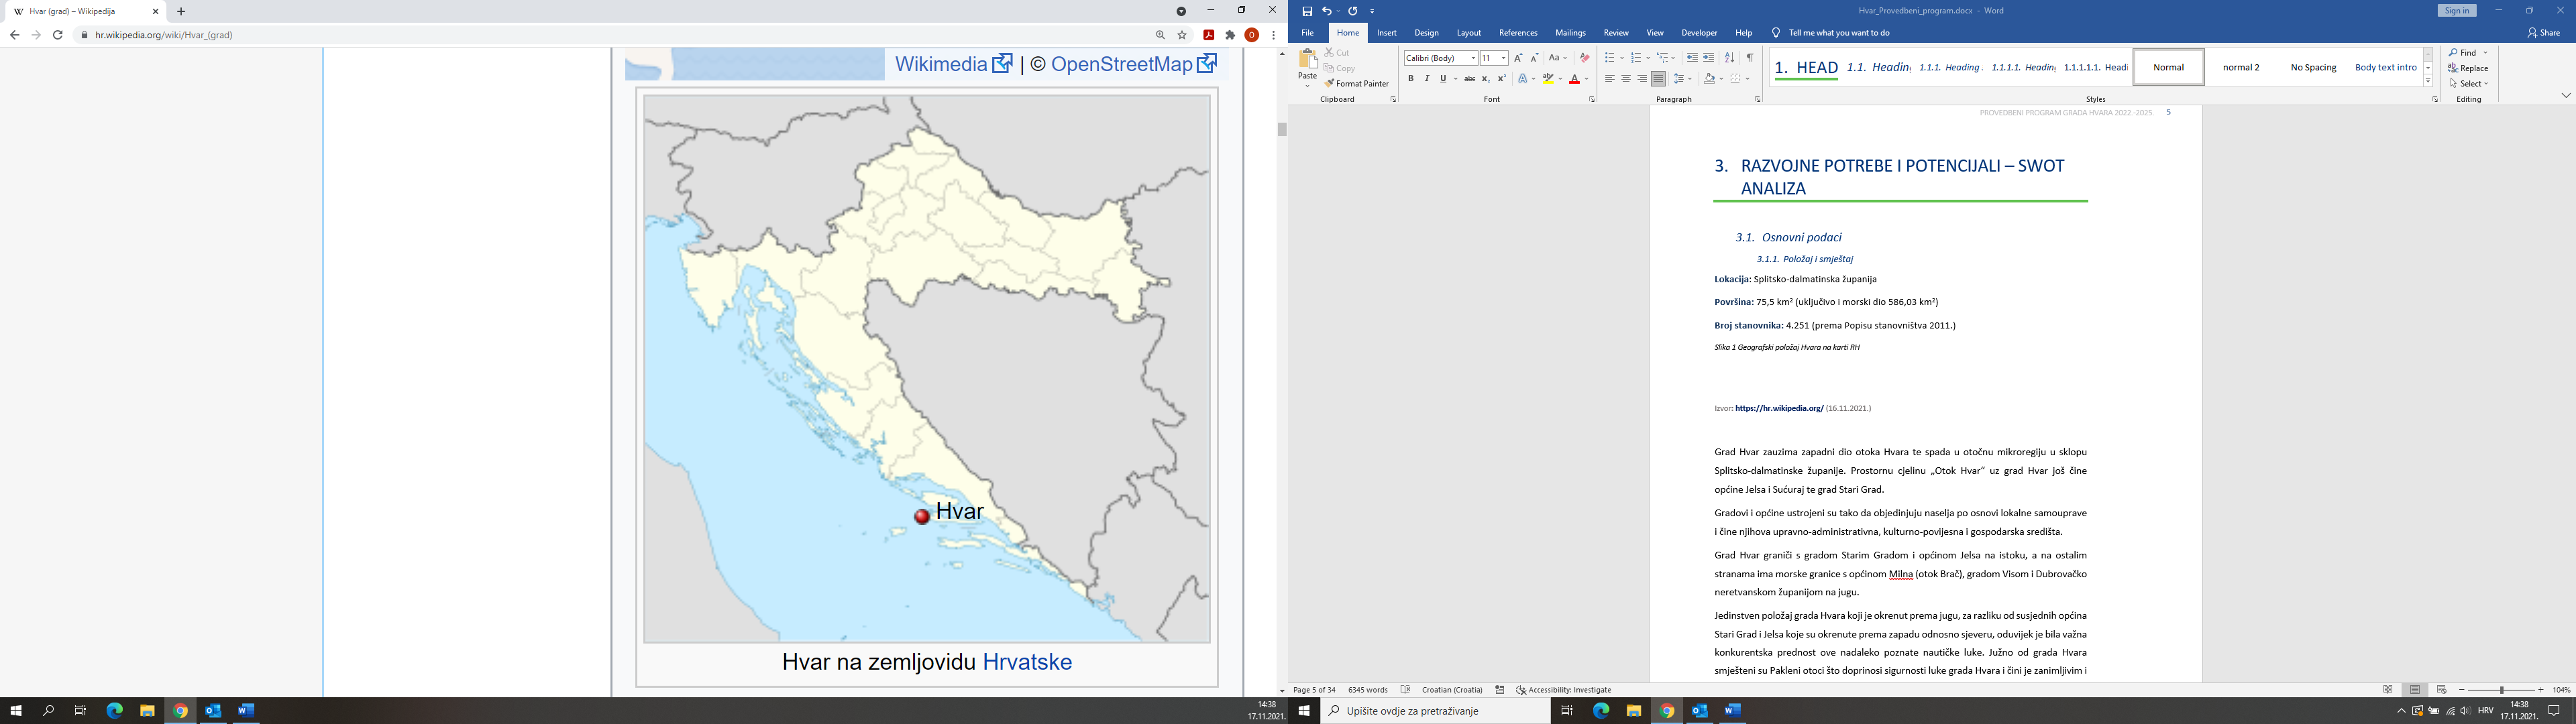 Hvar (grad) – Wikipedija
hr.wikipedia.org/wiki/Hvar_(grad)
O
Wikimedia | © OpenStreetMap
Hvar
Hvar na zemljovidu Hrvatske
14:38
17.11.2021.
Hvar_Provedbeni_program.docx - Word
Sign in
File Home Insert Design Layout References Mailings Review View Developer Help Tell me what you want to do
Share
Paste
Cut
Copy
Format Painter
Clipboard
Calibri (Body) 11
Font
Paragraph
1. HEAD 1.1. Heading 1.1.1. Heading 1.1.1.1. Heading 1.1.1.1.1. Headi Normal normal 2 No Spacing Body text intro
Styles
Find
Replace
Select
Editing
PROVEDBENI PROGRAM GRADA HVARA 2022.-2025. 5
3. RAZVOJNE POTREBE I POTENCIJALI – SWOT
ANALIZA
3.1. Osnovni podaci
3.1.1. Položaj i smještaj
Lokacija: Splitsko-dalmatinska županija
Površina: 75,5 km² (uključivo i morski dio 586,03 km²)
Broj stanovnika: 4.251 (prema Popisu stanovništva 2011.)
Slika 1 Geografski položaj Hvara na karti RH
Izvor: https://hr.wikipedia.org/ (16.11.2021.)
Grad Hvar zauzima zapadni dio otoka Hvara te spada u otočnu mikroregiju u sklopu
Splitsko-dalmatinske županije. Prostornu cjelinu „Otok Hvar“ uz grad Hvar još čine
općine Jelsa i Sućuraj te grad Stari Grad.
Gradovi i općine ustrojeni su tako da objedinjuju naselja po osnovi lokalne samouprave
i čine njihova upravno-administrativna, kulturno-povijesna i gospodarska središta.
Grad Hvar graniči s gradom Starim Gradom i općinom Jelsa na istoku, a na ostalim
stranama ima morske granice s općinom Milna (otok Brač), gradom Visom i Dubrovačko
neretvanskom županijom na jugu.
Jedinstven položaj grada Hvara koji je okrenut prema jugu, za razliku od susjednih općina
Stari Grad i Jelsa koje su okrenute prema zapadu odnosno sjeveru, oduvijek je bila važna
konkurentska prednost ove nadaleko poznate nautičke luke. Južno od grada Hvara
smješteni su Pakleni otoci što doprinosi sigurnosti luke grada Hvara i čini je zanimljivim i
Page 5 of 34 6345 words Croatian (Croatia) Accessibility: Investigate
104%
Upišite ovdje za pretraživanje
HRV
14:38
17.11.2021.